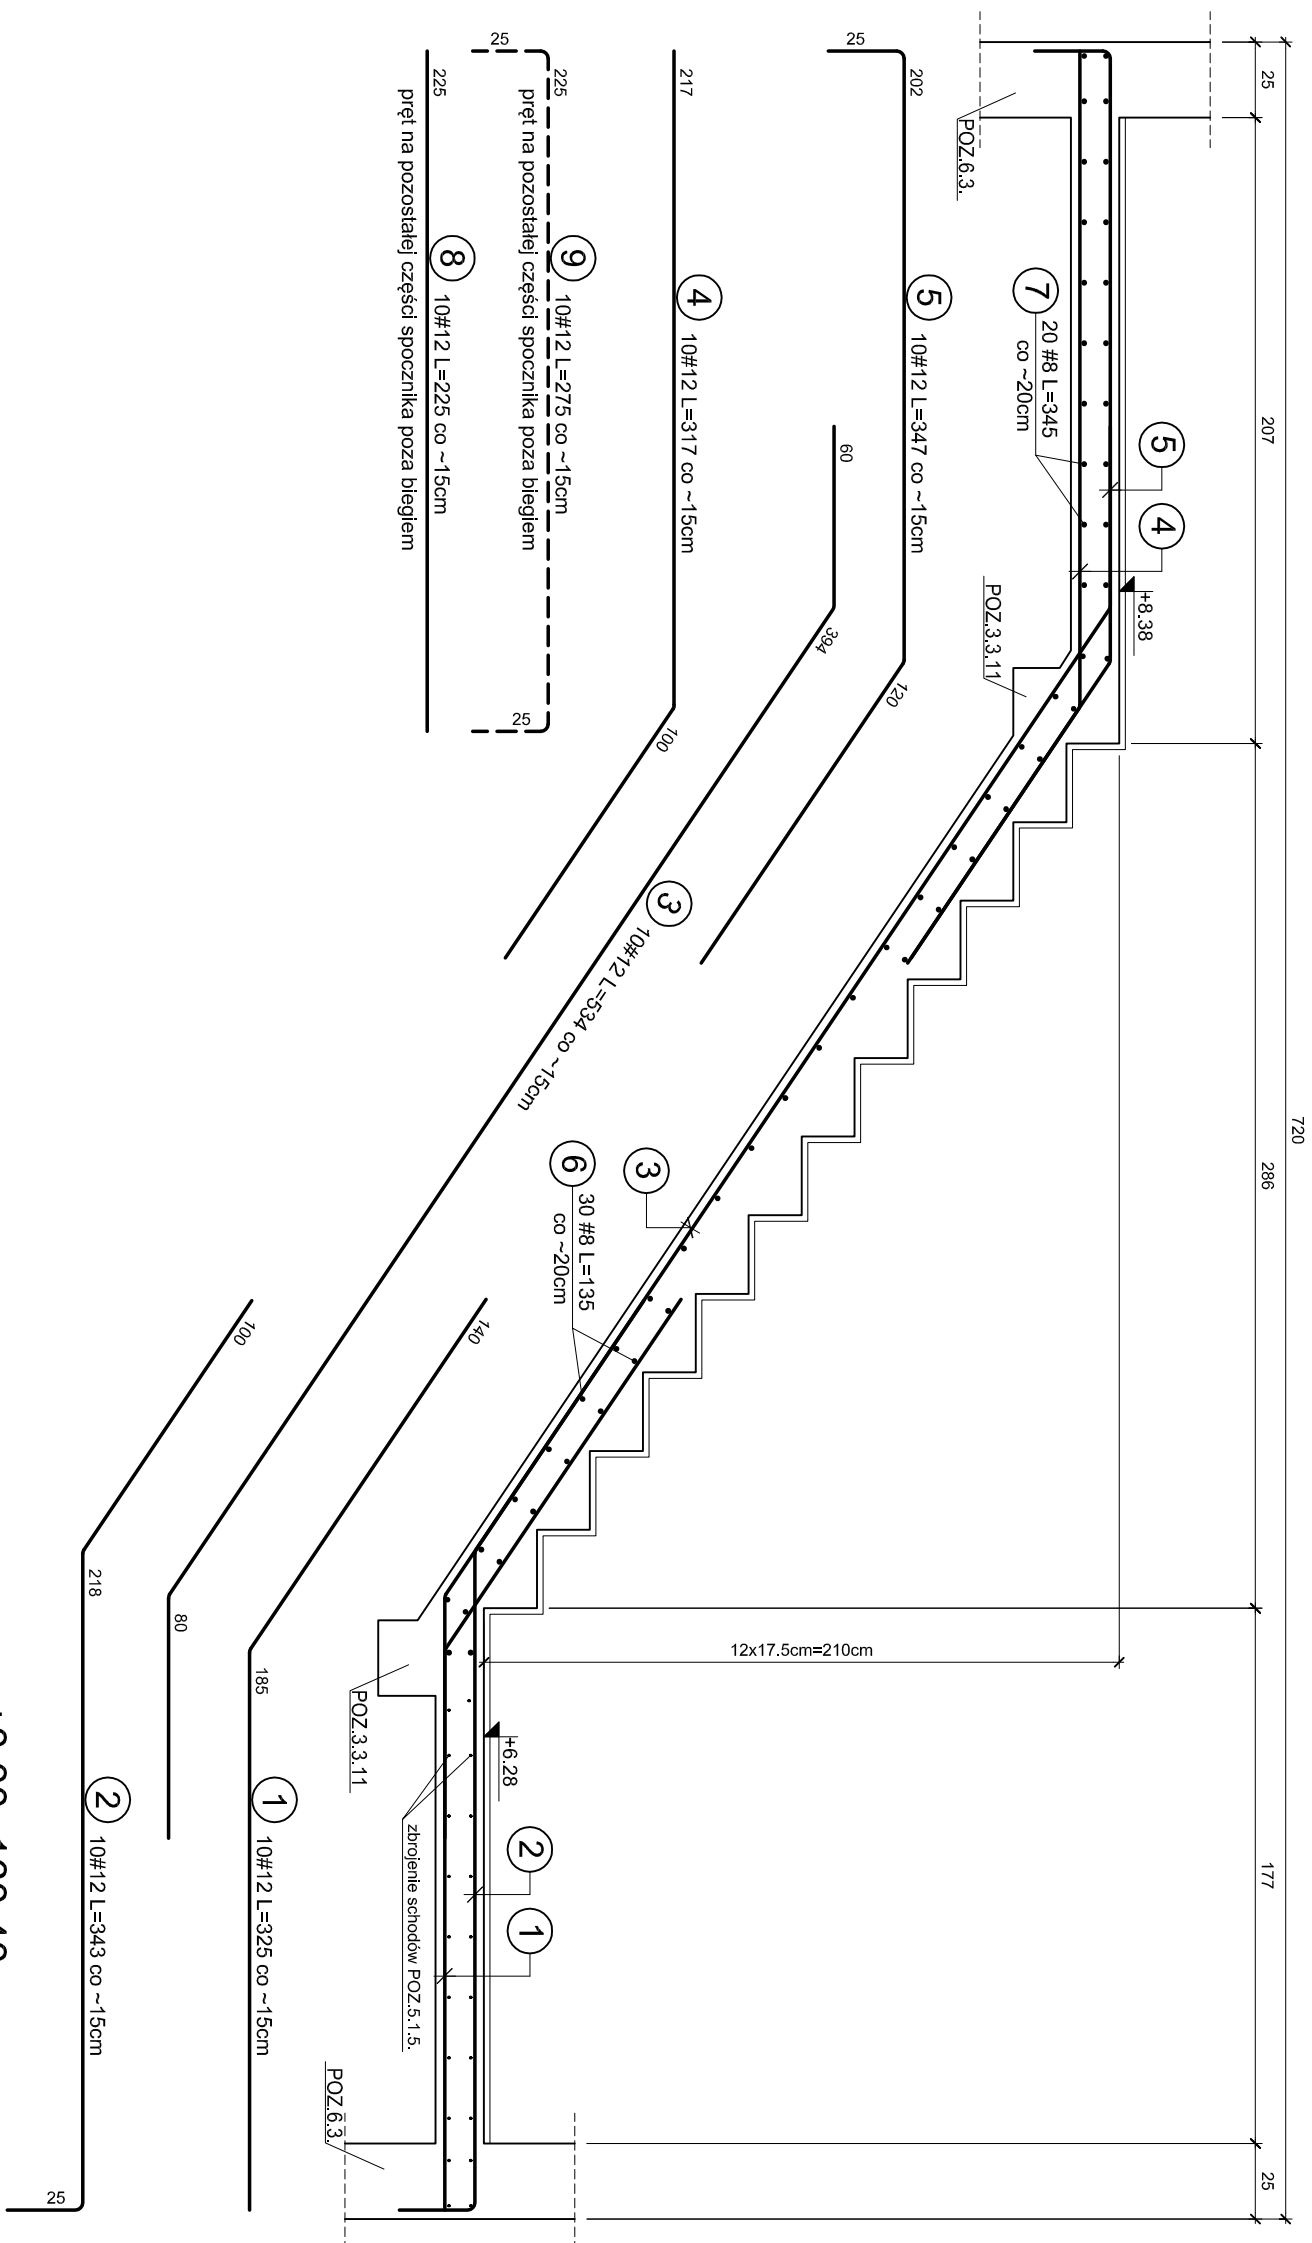 720
25
207
286
177
25
+8.38
5
4
POZ.6.3.
7
20 #8 L=345
co ~20cm
POZ.3.3.11
12x17.5cm=210cm
+6.28
2
1
3
6
30 #8 L=135
co ~20cm
POZ.3.3.11
zbrojenie schodów POZ.5.1.5.
POZ.6.3.
25
202
5
10#12 L=347 co ~15cm
120
60
394
3
10#12 L=534 co ~15cm
80
217
4
10#12 L=317 co ~15cm
100
25
225
9
10#12 L=275 co ~15cm
pręt na pozostałej części spocznika poza biegiem
25
225
8
10#12 L=225 co ~15cm
pręt na pozostałej części spocznika poza biegiem
140
185
1
10#12 L=325 co ~15cm
100
218
2
10#12 L=343 co ~15cm
25